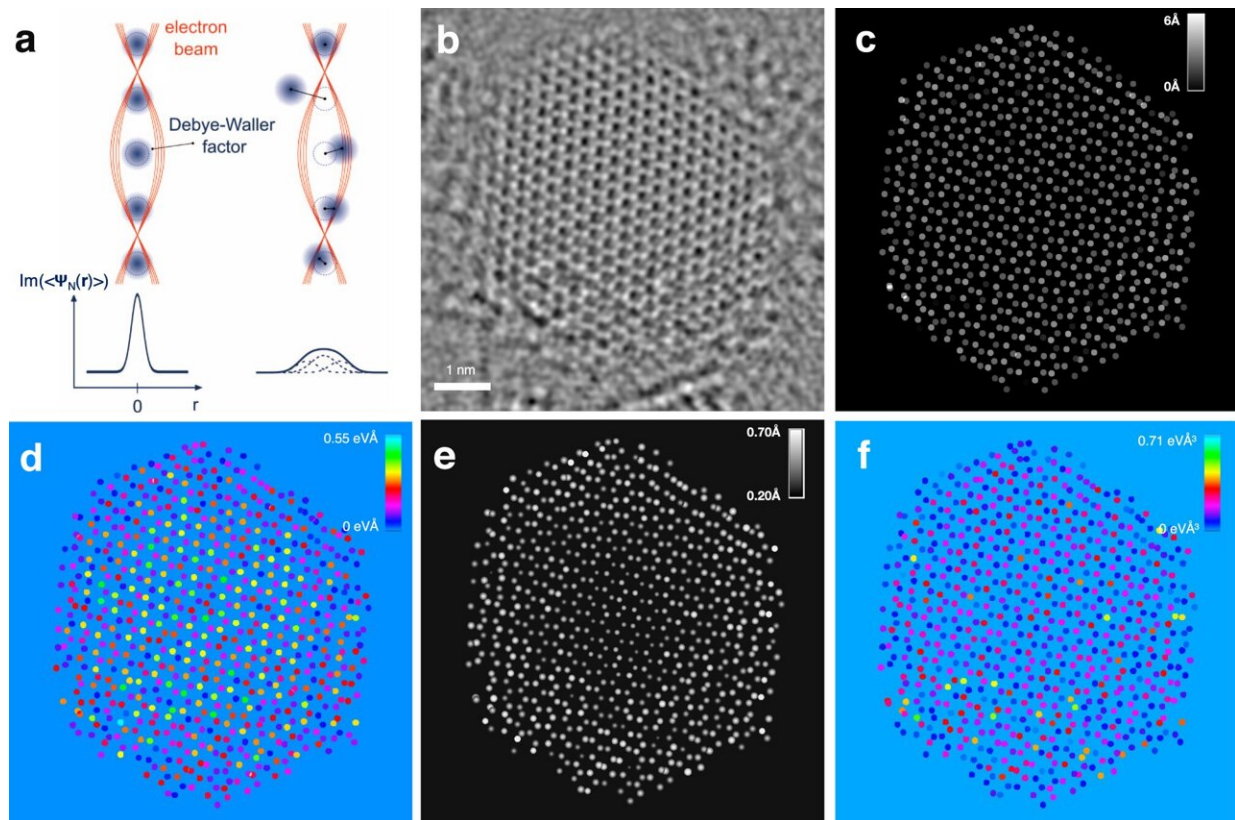 a
electron
beam
Debye-Waller
factor
Im(<Ψ_N(r)>)
0
r
b
1 nm
c
6Å
0Å
d
0.55 eVÅ
0 eVÅ
e
0.70Å
0.20Å
f
0.71 eVÅ³
0 eVÅ³